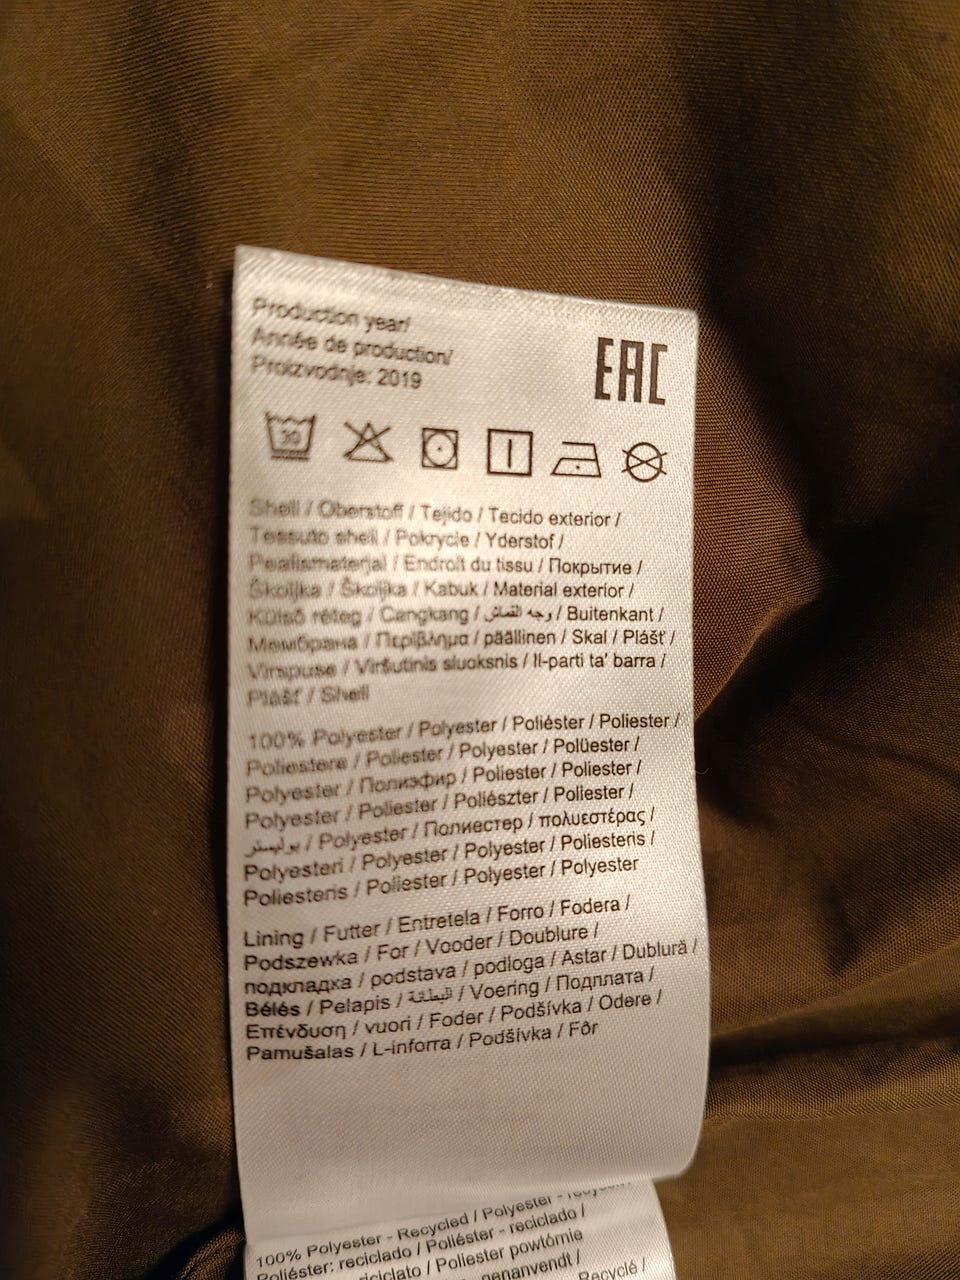 Production year/
Année de production/
Proizvodnje: 2019
EAC
30
Shell / Oberstoff / Tejido / Tecido exterior /
Tessuto shell / Pokrycie / Yderstof /
Pealismaterjal / Endroit du tissu / Покрытие /
Školjka / Školjka / Kabuk / Material exterior /
Külső réteg / Cangkang / وجه القماش / Buitenkant /
Мембрана / Περίβλημα / päällinen / Skal / Plášť /
Virspuse / Viršutinis sluoksnis / Il-parti ta' barra /
Plášť / Shell
100% Polyester / Polyester / Poliéster / Poliester /
Poliestere / Poliester / Polyester / Polüester /
Polyester / Полиэфир / Poliester / Poliester /
Polyester / Poliester / Poliészter / Poliester /
بوليستر / Polyester / Полиестер / πολυεστέρας /
Polyesteri / Polyester / Polyester / Poliesteris /
Poliesteris / Poliester / Polyester / Polyester
Lining / Futter / Entretela / Forro / Fodera /
Podszewka / For / Vooder / Doublure /
подкладка / podstava / podloga / Astar / Dublură /
Bélés / Pelapis / البطانة / Voering / Подплата /
Επένδυση / vuori / Foder / Podšívka / Odere /
Pamušalas / L-inforra / Podšívka / Fôr
100% Polyester - Recycled / Polyester -
Poliéster: reciclado / Poliéster - reciclado /
riciclato / Poliester powtórnie
Recyclé /